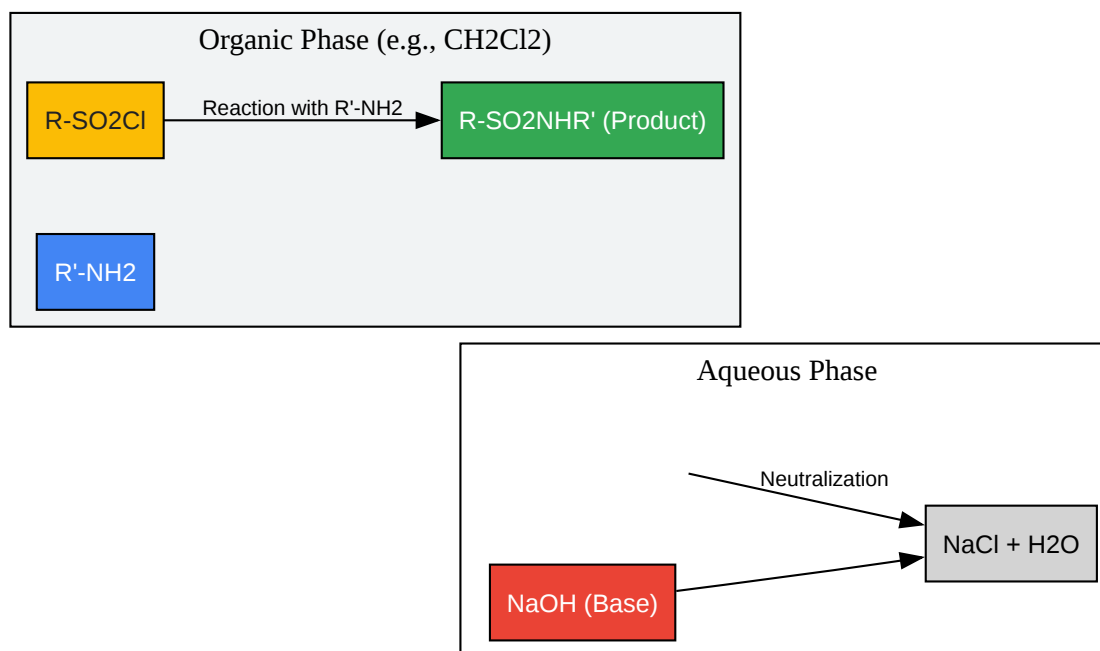 Organic Phase (e.g., CH2Cl2)
R-SO2Cl
Reaction with R'-NH2
R-SO2NHR' (Product)
R'-NH2
Aqueous Phase
Neutralization
NaCl + H2O
NaOH (Base)